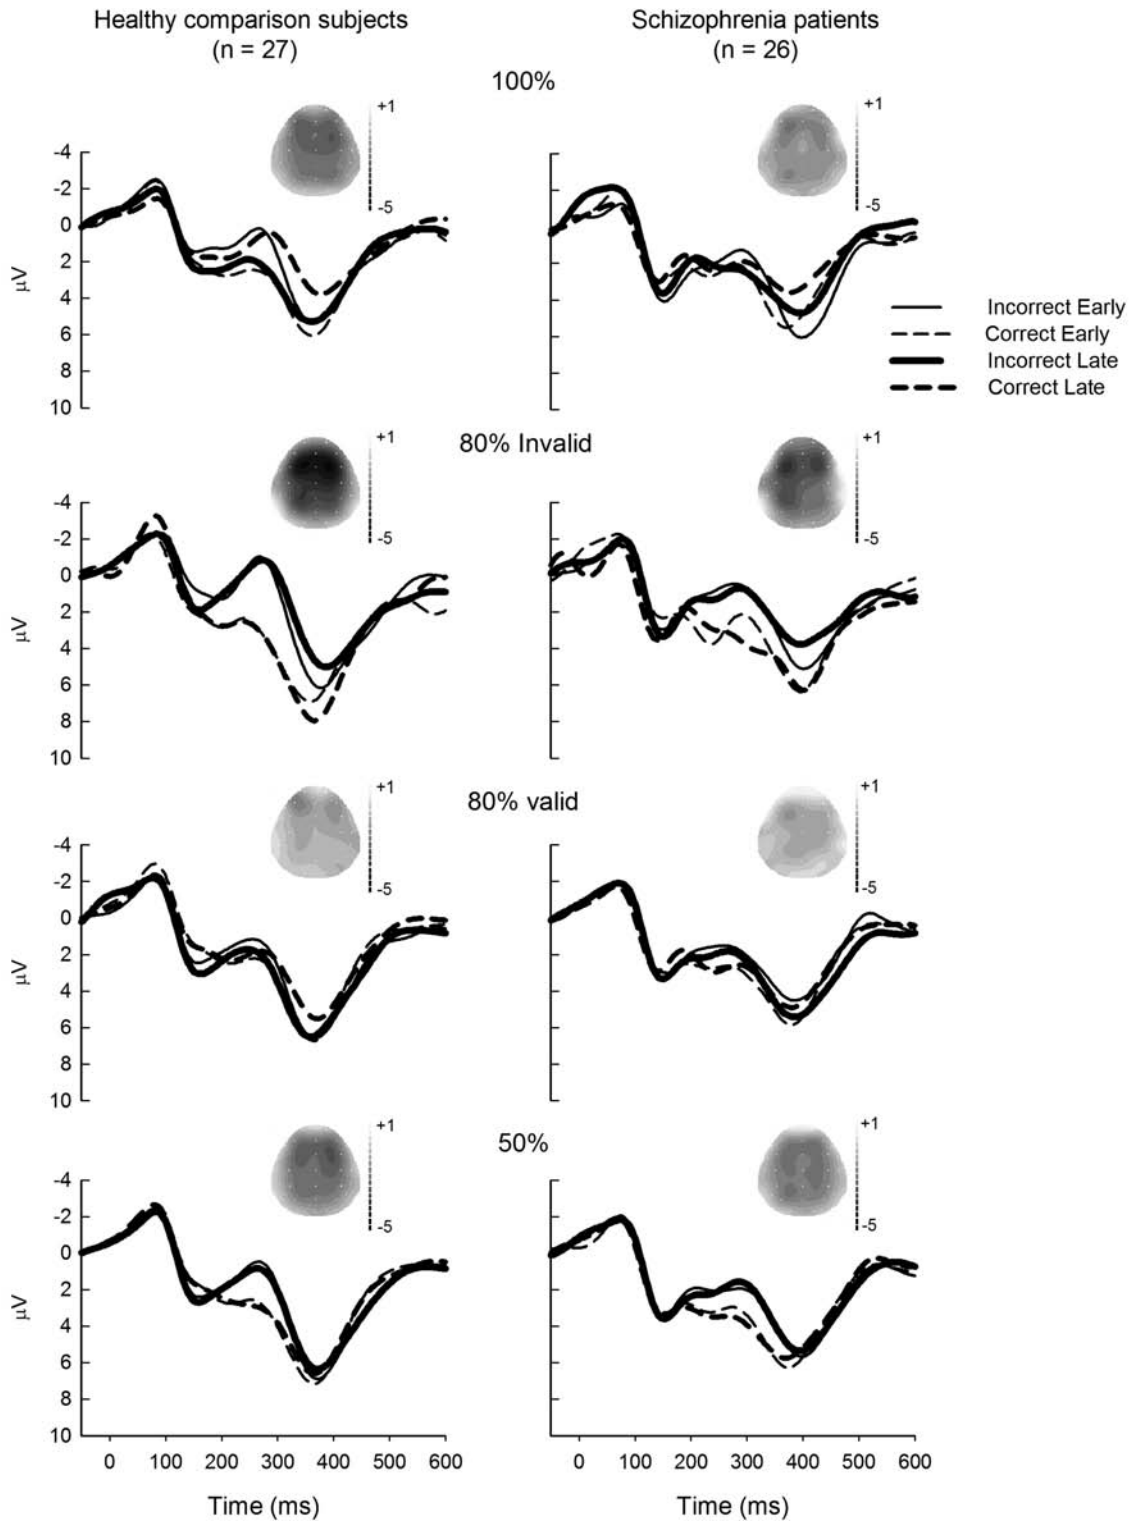 Healthy comparison subjects
(n = 27)
Schizophrenia patients
(n = 26)
100%
+1
-5
+1
-5
-4
-2
0
2
4
6
8
10
µV
Incorrect Early
Correct Early
Incorrect Late
Correct Late
80% Invalid
+1
-5
+1
-5
-4
-2
0
2
4
6
8
10
µV
80% valid
+1
-5
+1
-5
-4
-2
0
2
4
6
8
10
µV
50%
+1
-5
+1
-5
-4
-2
0
2
4
6
8
10
µV
0 100 200 300 400 500 600
0 100 200 300 400 500 600
Time (ms)
Time (ms)